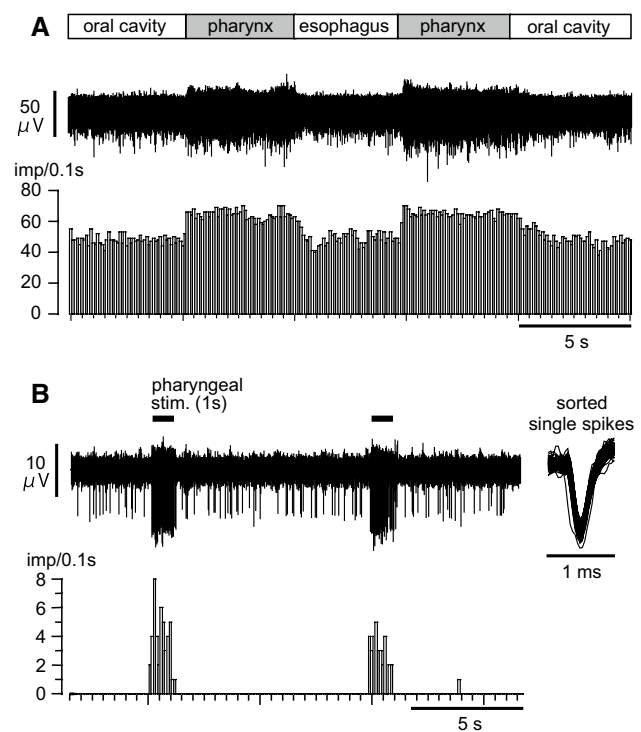 A
oral cavity pharynx esophagus pharynx oral cavity
50
μV
imp/0.1s
80
60
40
20
0
5 s
B
pharyngeal
stim. (1s)
sorted
single spikes
10
μV
1 ms
imp/0.1s
8
6
4
2
0
5 s